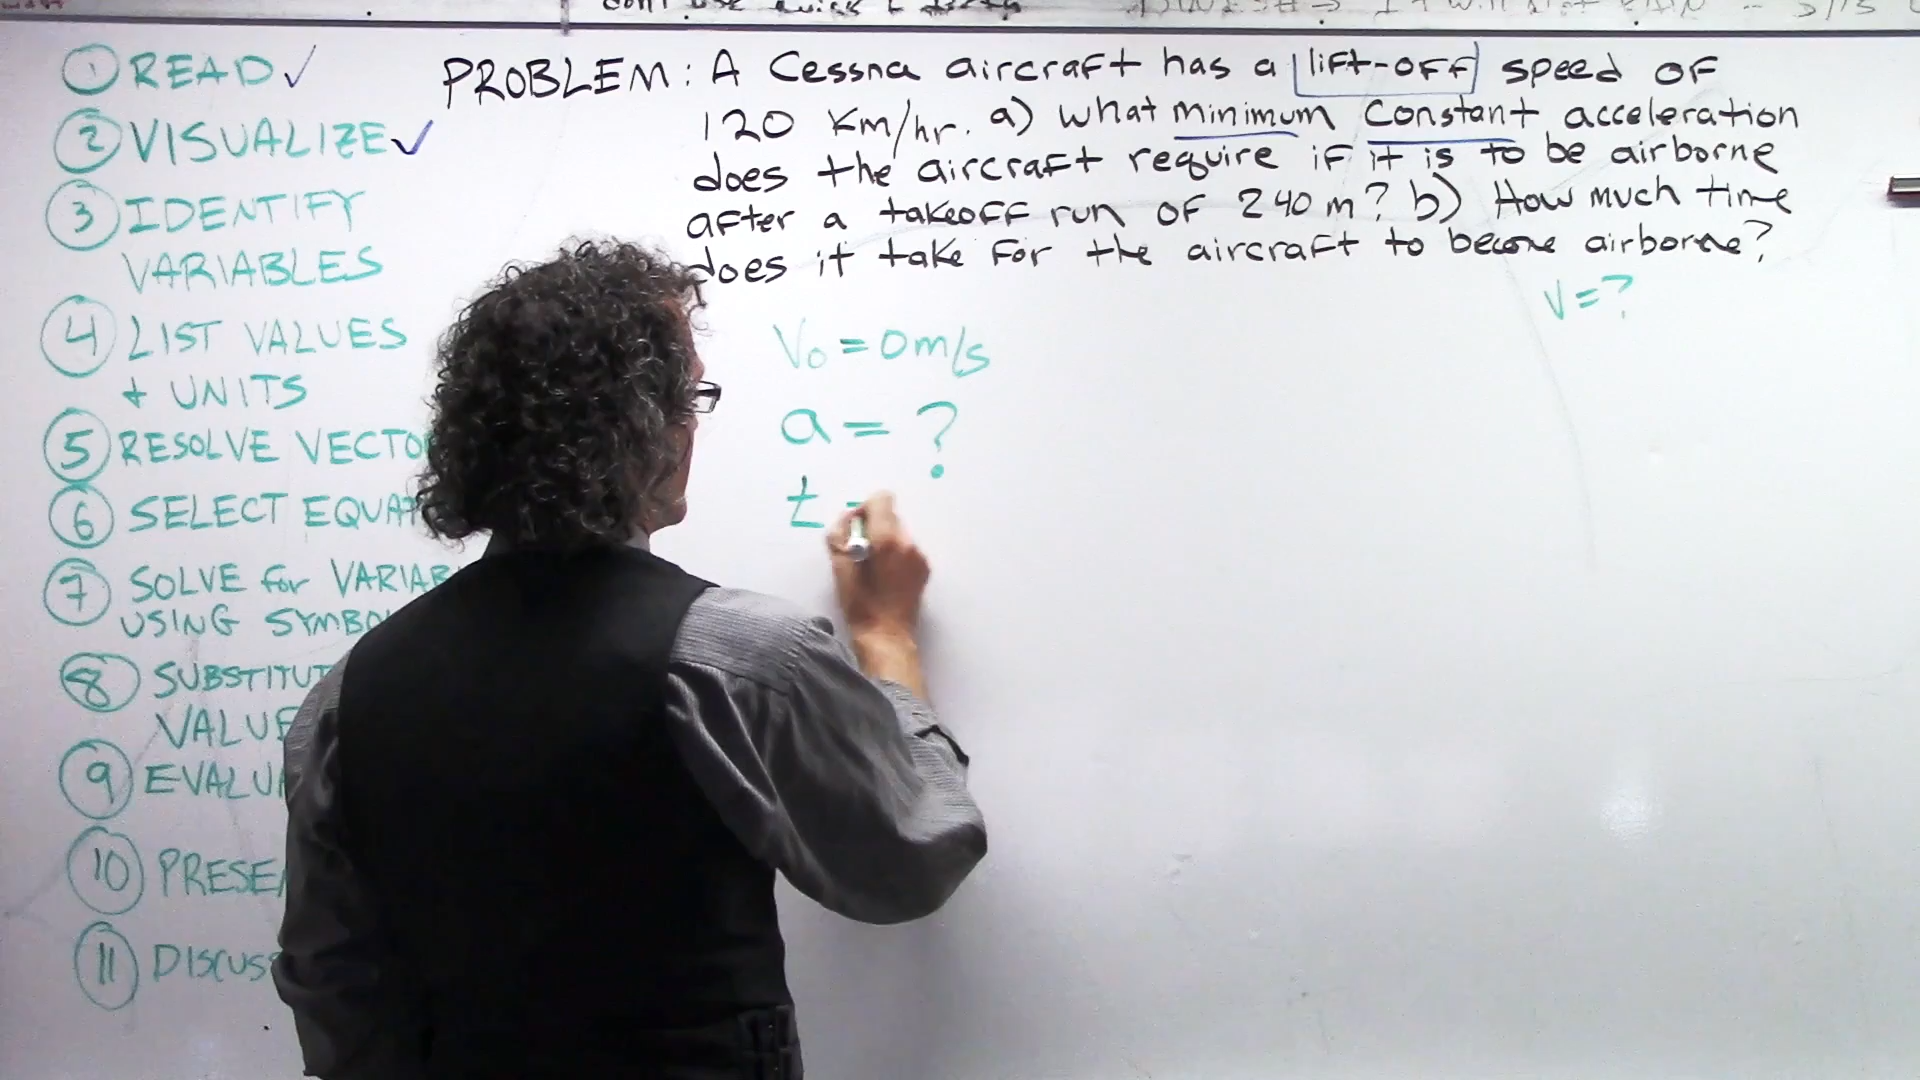 ① READ ✓
② VISUALIZE ✓
③ IDENTIFY
VARIABLES
④ LIST VALUES
+ UNITS
⑤ RESOLVE VECTO
⑥ SELECT EQUAT
⑦ SOLVE for VARIAB
USING SYMBO
⑧ SUBSTITUT
VALUE
⑨ EVALUA
⑩ PRESE
⑪ DISCUSS
PROBLEM: A Cessna aircraft has a lift-off speed of
120 Km/hr. a) what minimum constant acceleration
does the aircraft require if it is to be airborne
after a takeoff run of 240 m? b) How much time
does it take for the aircraft to become airborne?
V=?
V₀ = 0 m/s
a = ?
t =